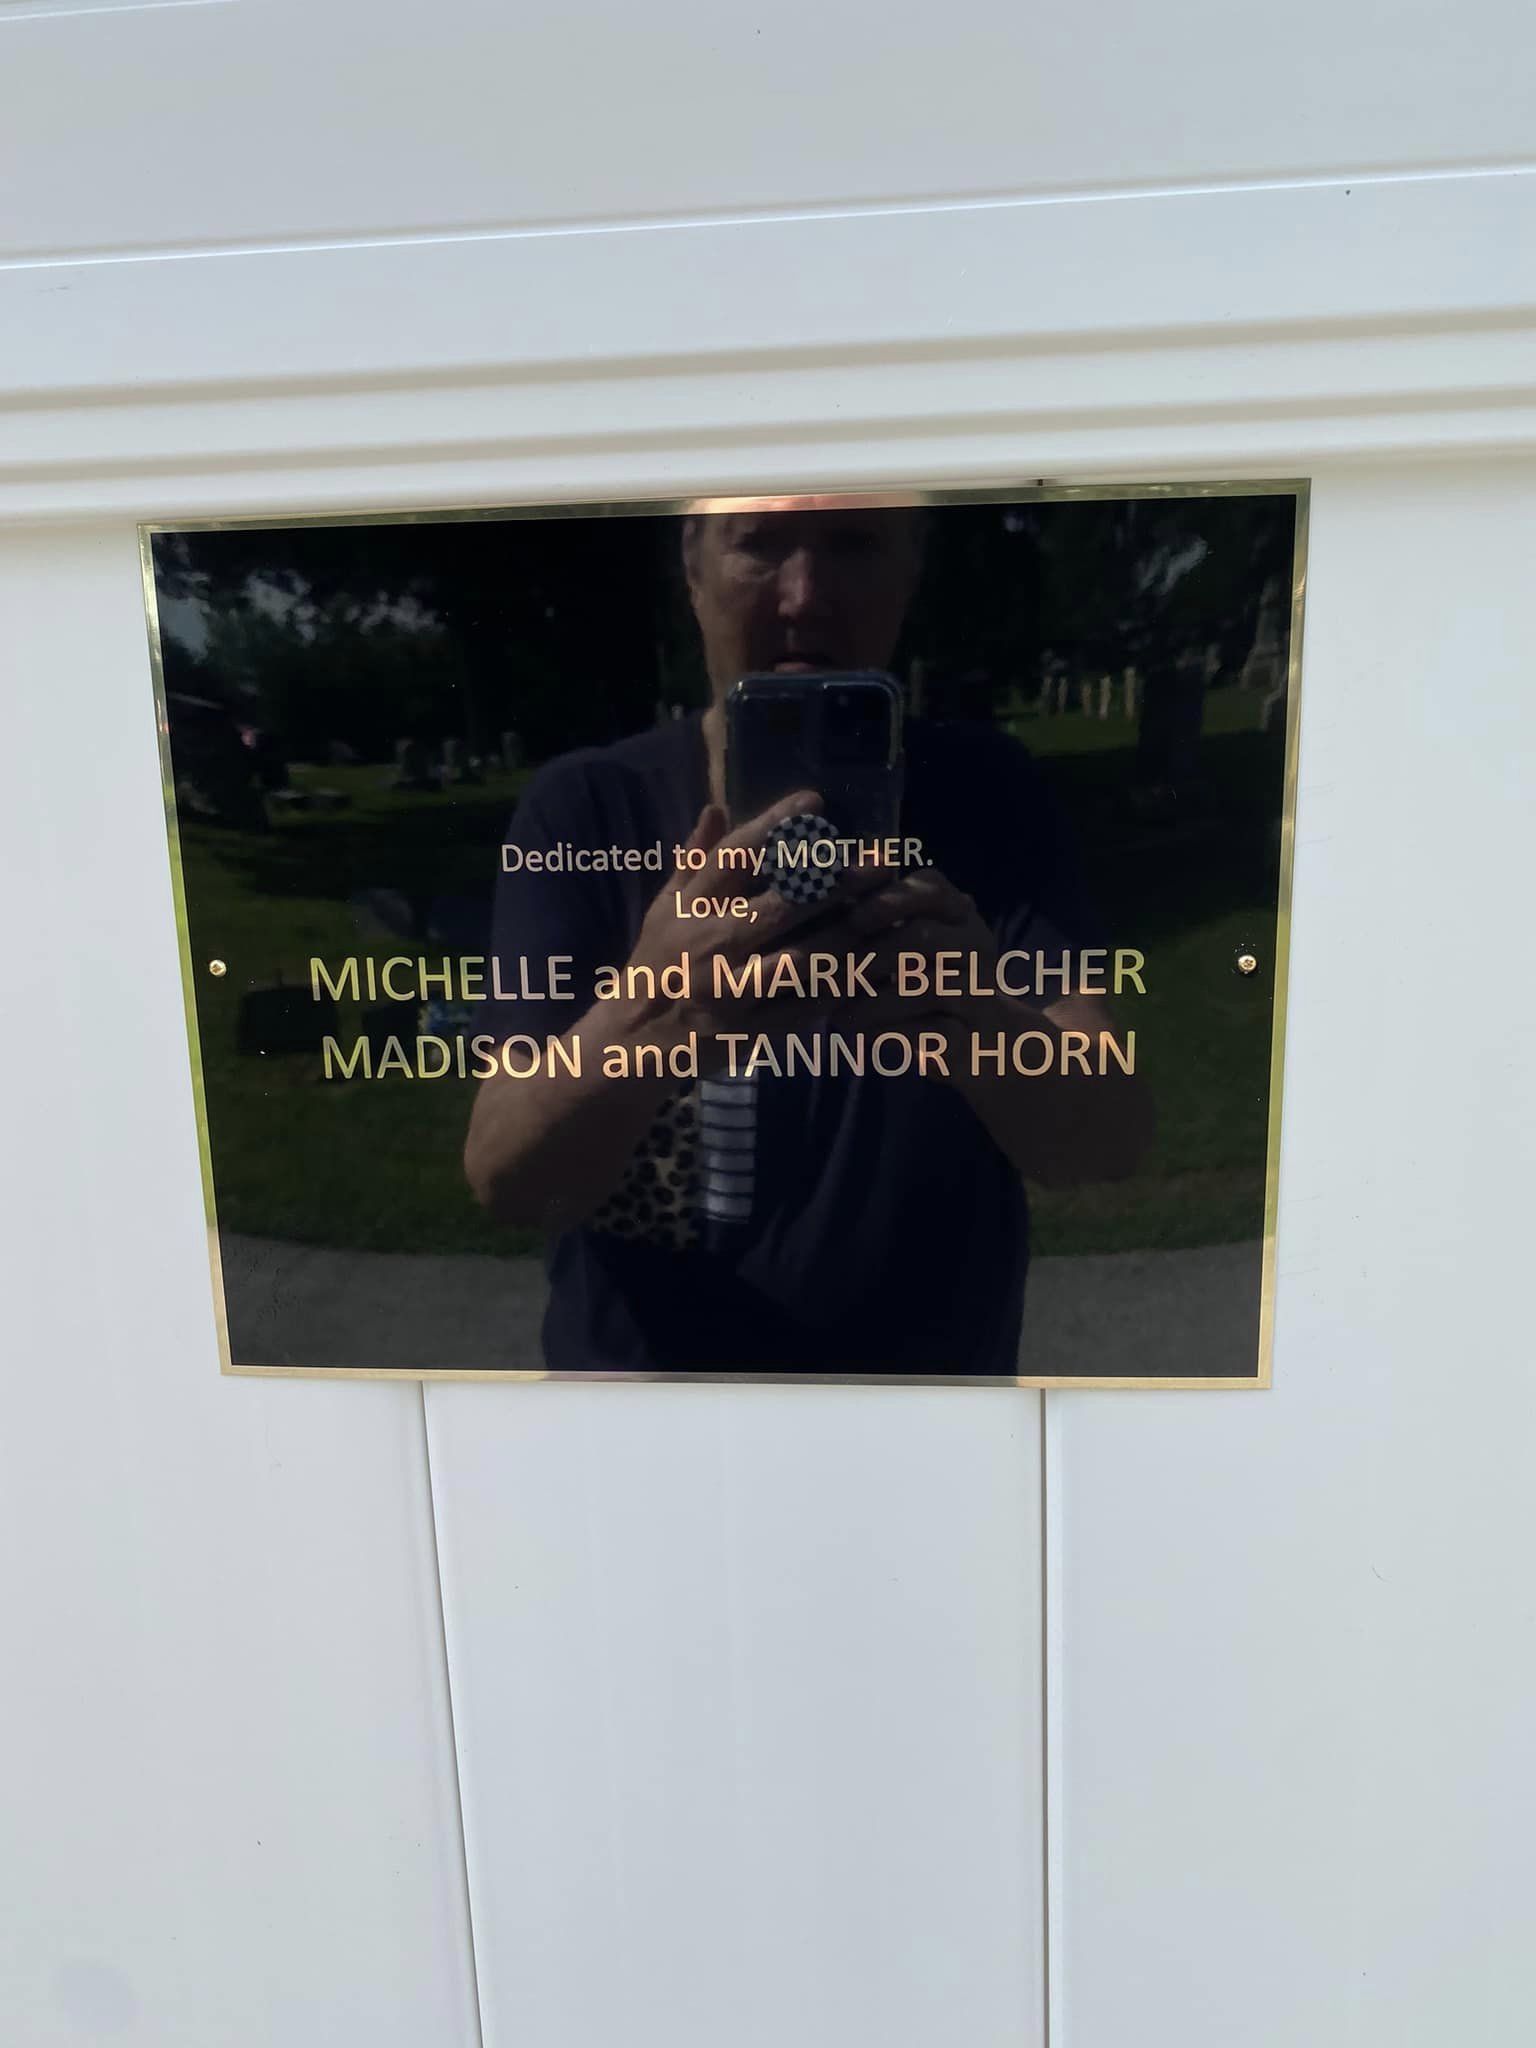 Dedicated to my MOTHER.
Love,
MICHELLE and MARK BELCHER
MADISON and TANNOR HORN